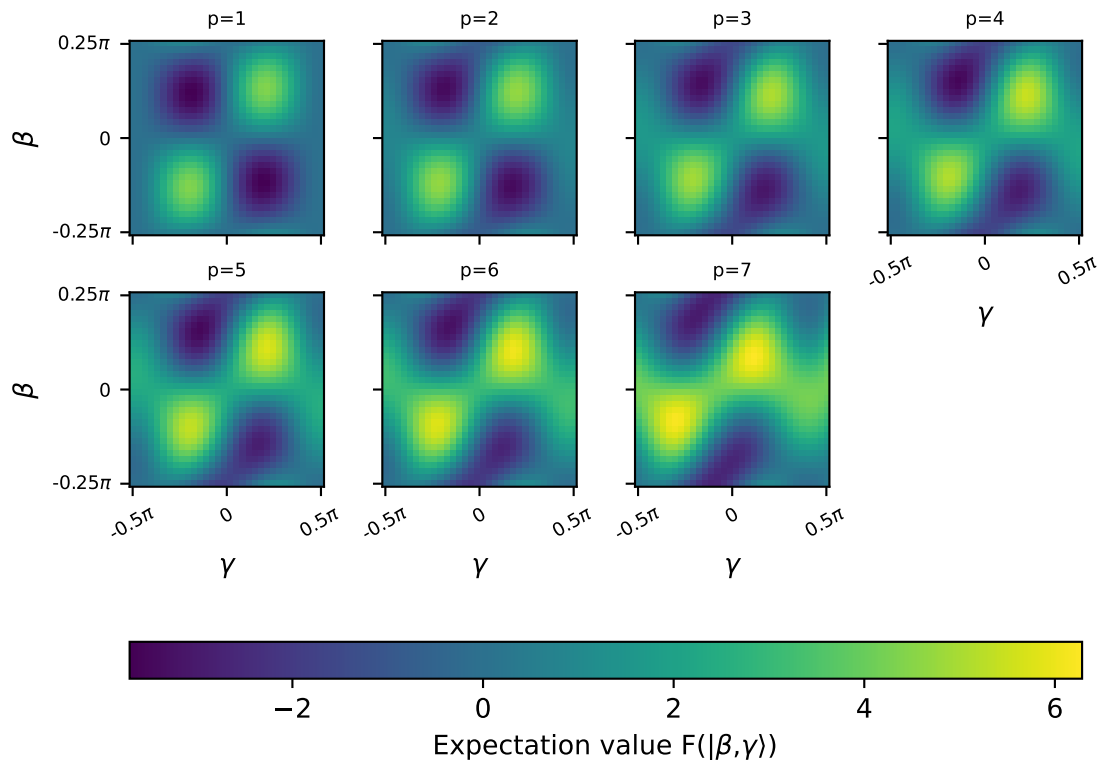 p=1 p=2 p=3 p=4
0.25π
β
0
-0.25π
-0.5π 0 0.5π
γ
p=5 p=6 p=7
0.25π
β
0
-0.25π
-0.5π 0 0.5π -0.5π 0 0.5π -0.5π 0 0.5π
γ γ γ
−2 0 2 4 6
Expectation value F(|β,γ⟩)